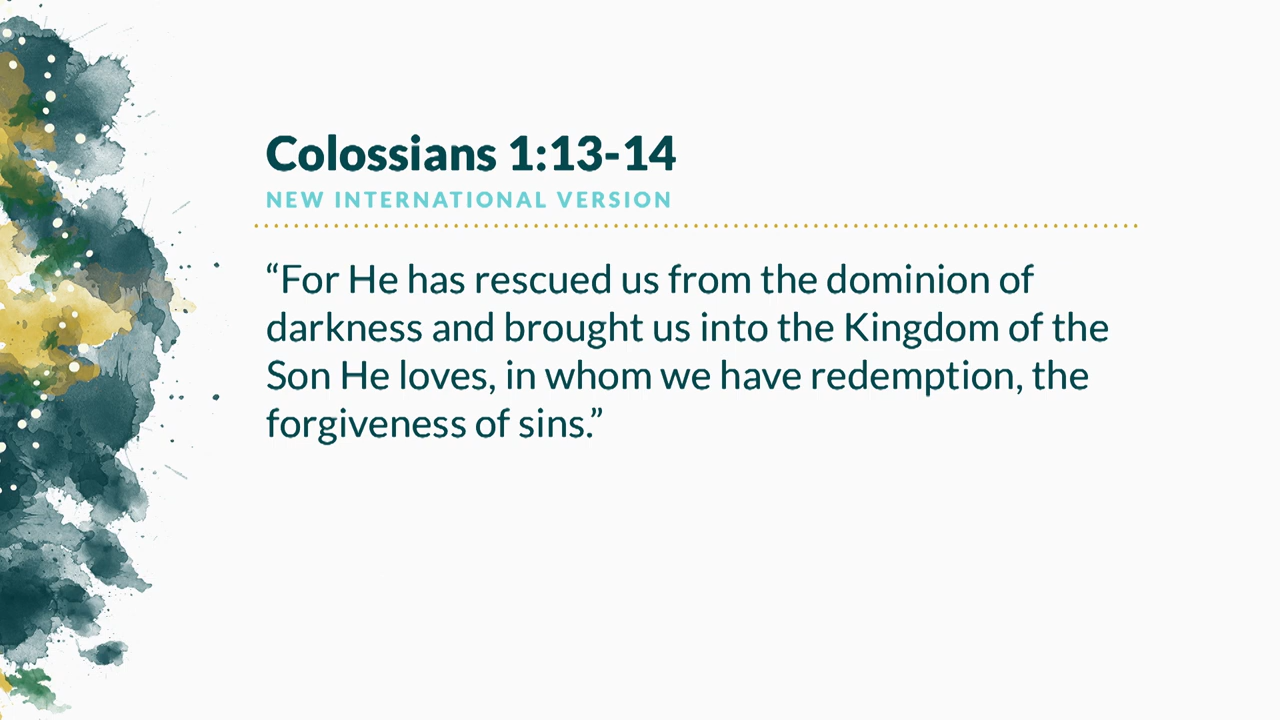 Colossians 1:13-14
NEW INTERNATIONAL VERSION
“For He has rescued us from the dominion of
darkness and brought us into the Kingdom of the
Son He loves, in whom we have redemption, the
forgiveness of sins.”